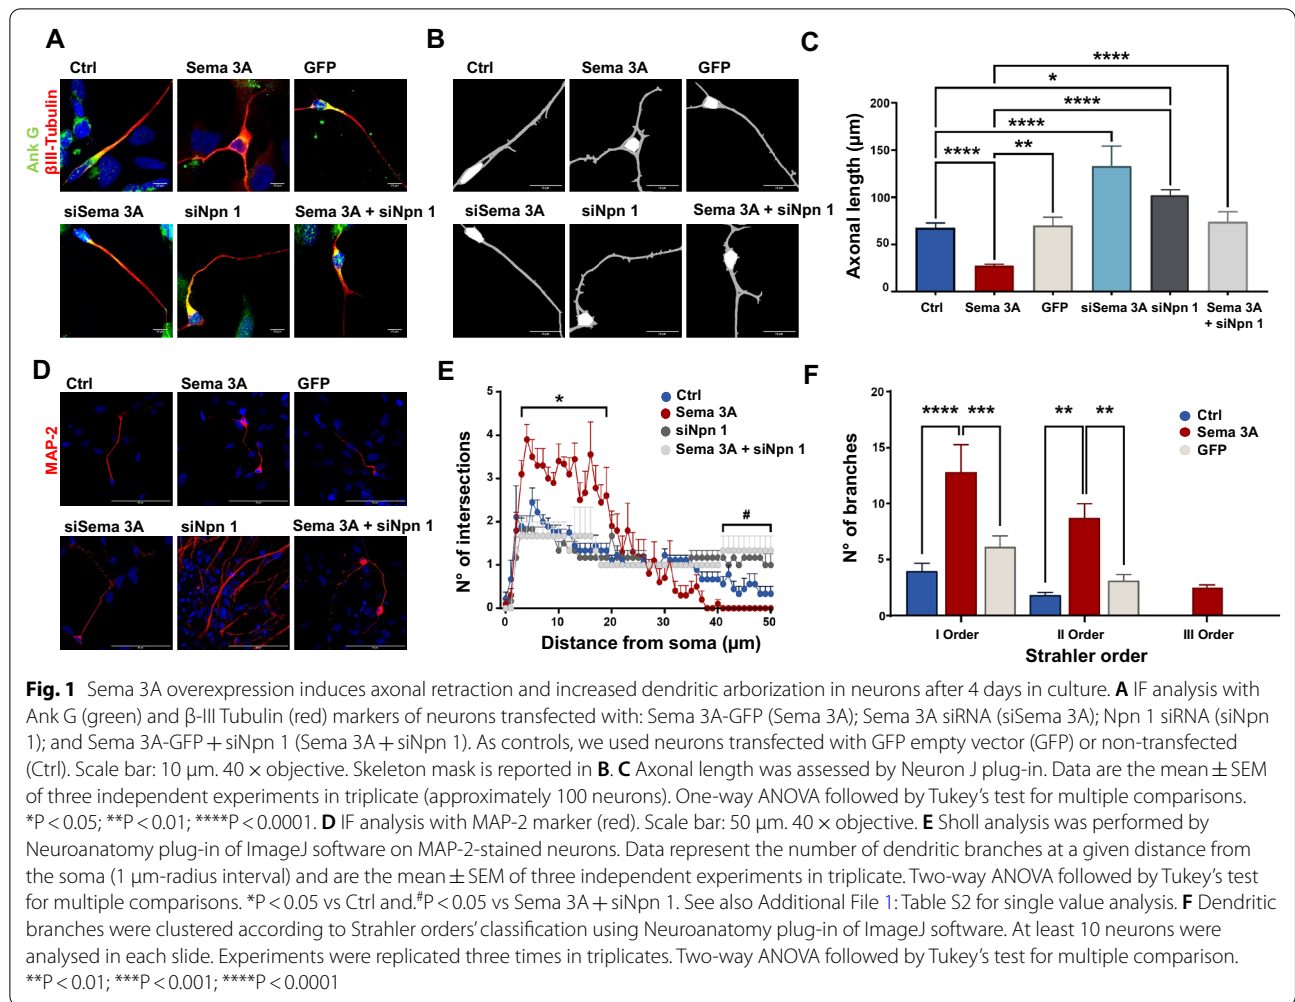 A
Ctrl
Sema 3A
GFP
Ank G
βIII-Tubulin
siSema 3A
siNpn 1
Sema 3A + siNpn 1
B
Ctrl
Sema 3A
GFP
siSema 3A
siNpn 1
Sema 3A + siNpn 1
C
****
*
****
****
****
**
Axonal length (µm)
200
150
100
50
0
Ctrl
Sema 3A
GFP
siSema 3A
siNpn 1
Sema 3A
+ siNpn 1
D
Ctrl
Sema 3A
GFP
MAP-2
siSema 3A
siNpn 1
Sema 3A + siNpn 1
E
Ctrl
Sema 3A
siNpn 1
Sema 3A + siNpn 1
*
#
N° of intersections
5
4
3
2
1
0
0
10
20
30
40
50
Distance from soma (µm)
F
Ctrl
Sema 3A
GFP
****
***
**
**
N° of branches
20
15
10
5
0
I Order
II Order
III Order
Strahler order
Fig. 1 Sema 3A overexpression induces axonal retraction and increased dendritic arborization in neurons after 4 days in culture. A IF analysis with
Ank G (green) and β-III Tubulin (red) markers of neurons transfected with: Sema 3A-GFP (Sema 3A); Sema 3A siRNA (siSema 3A); Npn 1 siRNA (siNpn
1); and Sema 3A-GFP + siNpn 1 (Sema 3A + siNpn 1). As controls, we used neurons transfected with GFP empty vector (GFP) or non-transfected
(Ctrl). Scale bar: 10 µm. 40 × objective. Skeleton mask is reported in B. C Axonal length was assessed by Neuron J plug-in. Data are the mean ± SEM
of three independent experiments in triplicate (approximately 100 neurons). One-way ANOVA followed by Tukey's test for multiple comparisons.
*P < 0.05; **P < 0.01; ****P < 0.0001. D IF analysis with MAP-2 marker (red). Scale bar: 50 µm. 40 × objective. E Sholl analysis was performed by
Neuroanatomy plug-in of ImageJ software on MAP-2-stained neurons. Data represent the number of dendritic branches at a given distance from
the soma (1 µm-radius interval) and are the mean ± SEM of three independent experiments in triplicate. Two-way ANOVA followed by Tukey's test
for multiple comparisons. *P < 0.05 vs Ctrl and.#P < 0.05 vs Sema 3A + siNpn 1. See also Additional File 1: Table S2 for single value analysis. F Dendritic
branches were clustered according to Strahler orders' classification using Neuroanatomy plug-in of ImageJ software. At least 10 neurons were
analysed in each slide. Experiments were replicated three times in triplicates. Two-way ANOVA followed by Tukey's test for multiple comparison.
**P < 0.01; ***P < 0.001; ****P < 0.0001